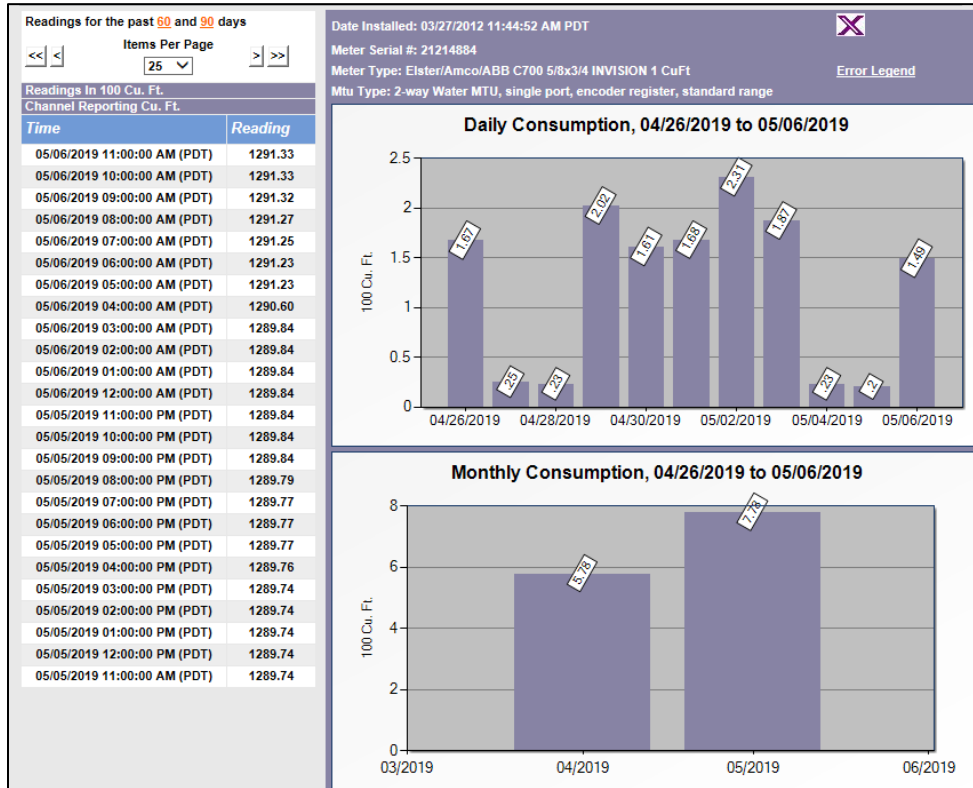 Readings for the past 60 and 90 days
Items Per Page
<< < 25 > >>
Readings In 100 Cu. Ft.
Channel Reporting Cu. Ft.
Time Reading
05/06/2019 11:00:00 AM (PDT) 1291.33
05/06/2019 10:00:00 AM (PDT) 1291.33
05/06/2019 09:00:00 AM (PDT) 1291.32
05/06/2019 08:00:00 AM (PDT) 1291.27
05/06/2019 07:00:00 AM (PDT) 1291.25
05/06/2019 06:00:00 AM (PDT) 1291.23
05/06/2019 05:00:00 AM (PDT) 1291.23
05/06/2019 04:00:00 AM (PDT) 1290.60
05/06/2019 03:00:00 AM (PDT) 1289.84
05/06/2019 02:00:00 AM (PDT) 1289.84
05/06/2019 01:00:00 AM (PDT) 1289.84
05/06/2019 12:00:00 AM (PDT) 1289.84
05/05/2019 11:00:00 PM (PDT) 1289.84
05/05/2019 10:00:00 PM (PDT) 1289.84
05/05/2019 09:00:00 PM (PDT) 1289.84
05/05/2019 08:00:00 PM (PDT) 1289.79
05/05/2019 07:00:00 PM (PDT) 1289.77
05/05/2019 06:00:00 PM (PDT) 1289.77
05/05/2019 05:00:00 PM (PDT) 1289.77
05/05/2019 04:00:00 PM (PDT) 1289.76
05/05/2019 03:00:00 PM (PDT) 1289.74
05/05/2019 02:00:00 PM (PDT) 1289.74
05/05/2019 01:00:00 PM (PDT) 1289.74
05/05/2019 12:00:00 PM (PDT) 1289.74
05/05/2019 11:00:00 AM (PDT) 1289.74
Date Installed: 03/27/2012 11:44:52 AM PDT
Meter Serial #: 21214884
Meter Type: Elster/Amco/ABB C700 5/8x3/4 INVISION 1 CuFt Error Legend
Mtu Type: 2-way Water MTU, single port, encoder register, standard range
Daily Consumption, 04/26/2019 to 05/06/2019
100 Cu. Ft.
2.5
2
1.5
1
0.5
0
1.67 .25 .23 2.02 1.61 1.68 2.31 1.87 .23 .2 1.49
04/26/2019 04/28/2019 04/30/2019 05/02/2019 05/04/2019 05/06/2019
Monthly Consumption, 04/26/2019 to 05/06/2019
100 Cu. Ft.
8
6
4
2
0
5.78 7.78
03/2019 04/2019 05/2019 06/2019